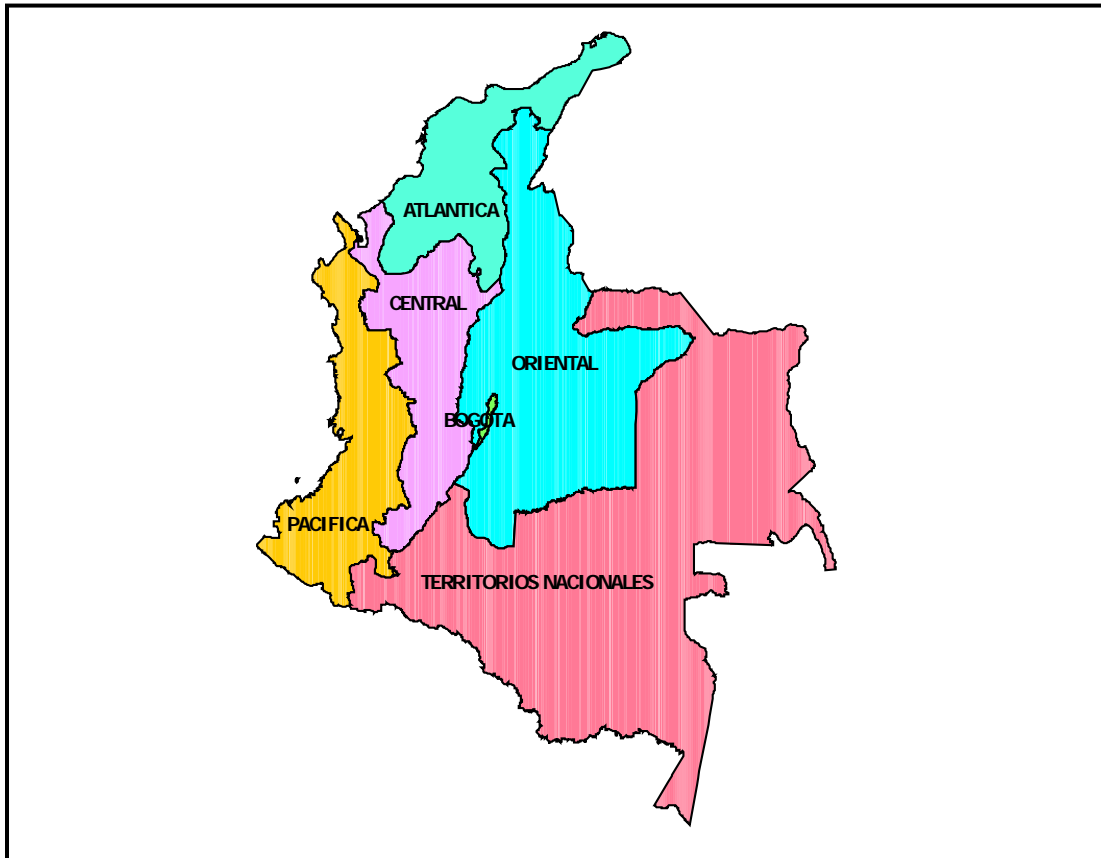 ATLANTICA
CENTRAL
ORIENTAL
BOGOTA
PACIFICA
TERRITORIOS NACIONALES